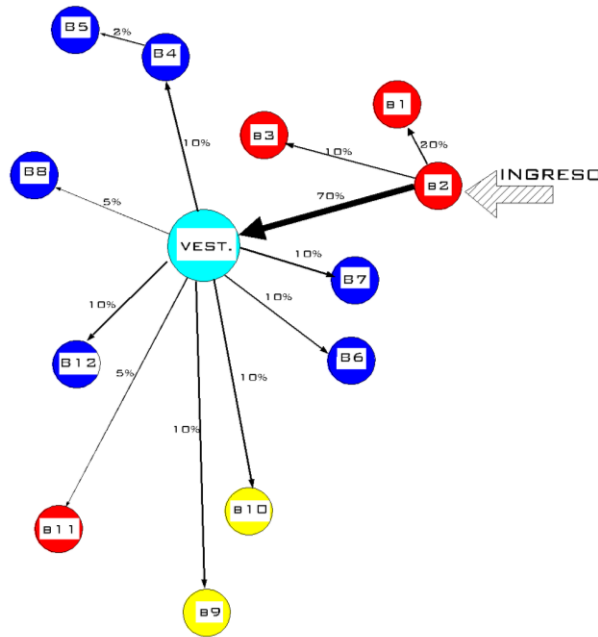 B5
2%
B4
B1
B3
10%
20%
10%
B2
INGRESO
B8
70%
5%
VEST.
10%
B7
10%
10%
B12
B6
5%
10%
10%
B10
B11
B9